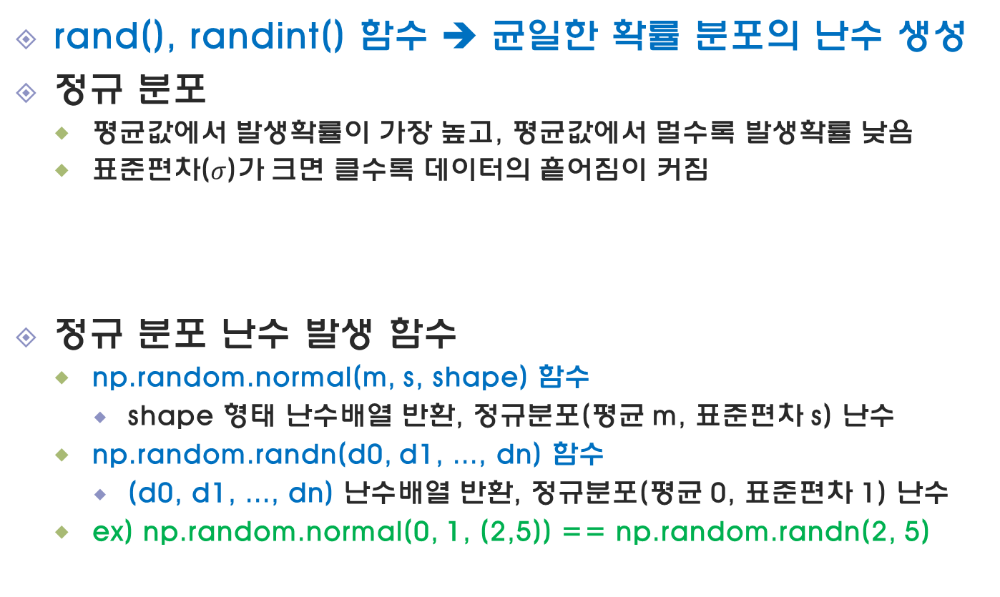 rand(), randint() 함수 ➔ 균일한 확률 분포의 난수 생성
정규 분포
평균값에서 발생확률이 가장 높고, 평균값에서 멀수록 발생확률 낮음
표준편차(σ)가 크면 클수록 데이터의 흩어짐이 커짐
정규 분포 난수 발생 함수
np.random.normal(m, s, shape) 함수
shape 형태 난수배열 반환, 정규분포(평균 m, 표준편차 s) 난수
np.random.randn(d0, d1, ..., dn) 함수
(d0, d1, ..., dn) 난수배열 반환, 정규분포(평균 0, 표준편차 1) 난수
ex) np.random.normal(0, 1, (2,5)) == np.random.randn(2, 5)